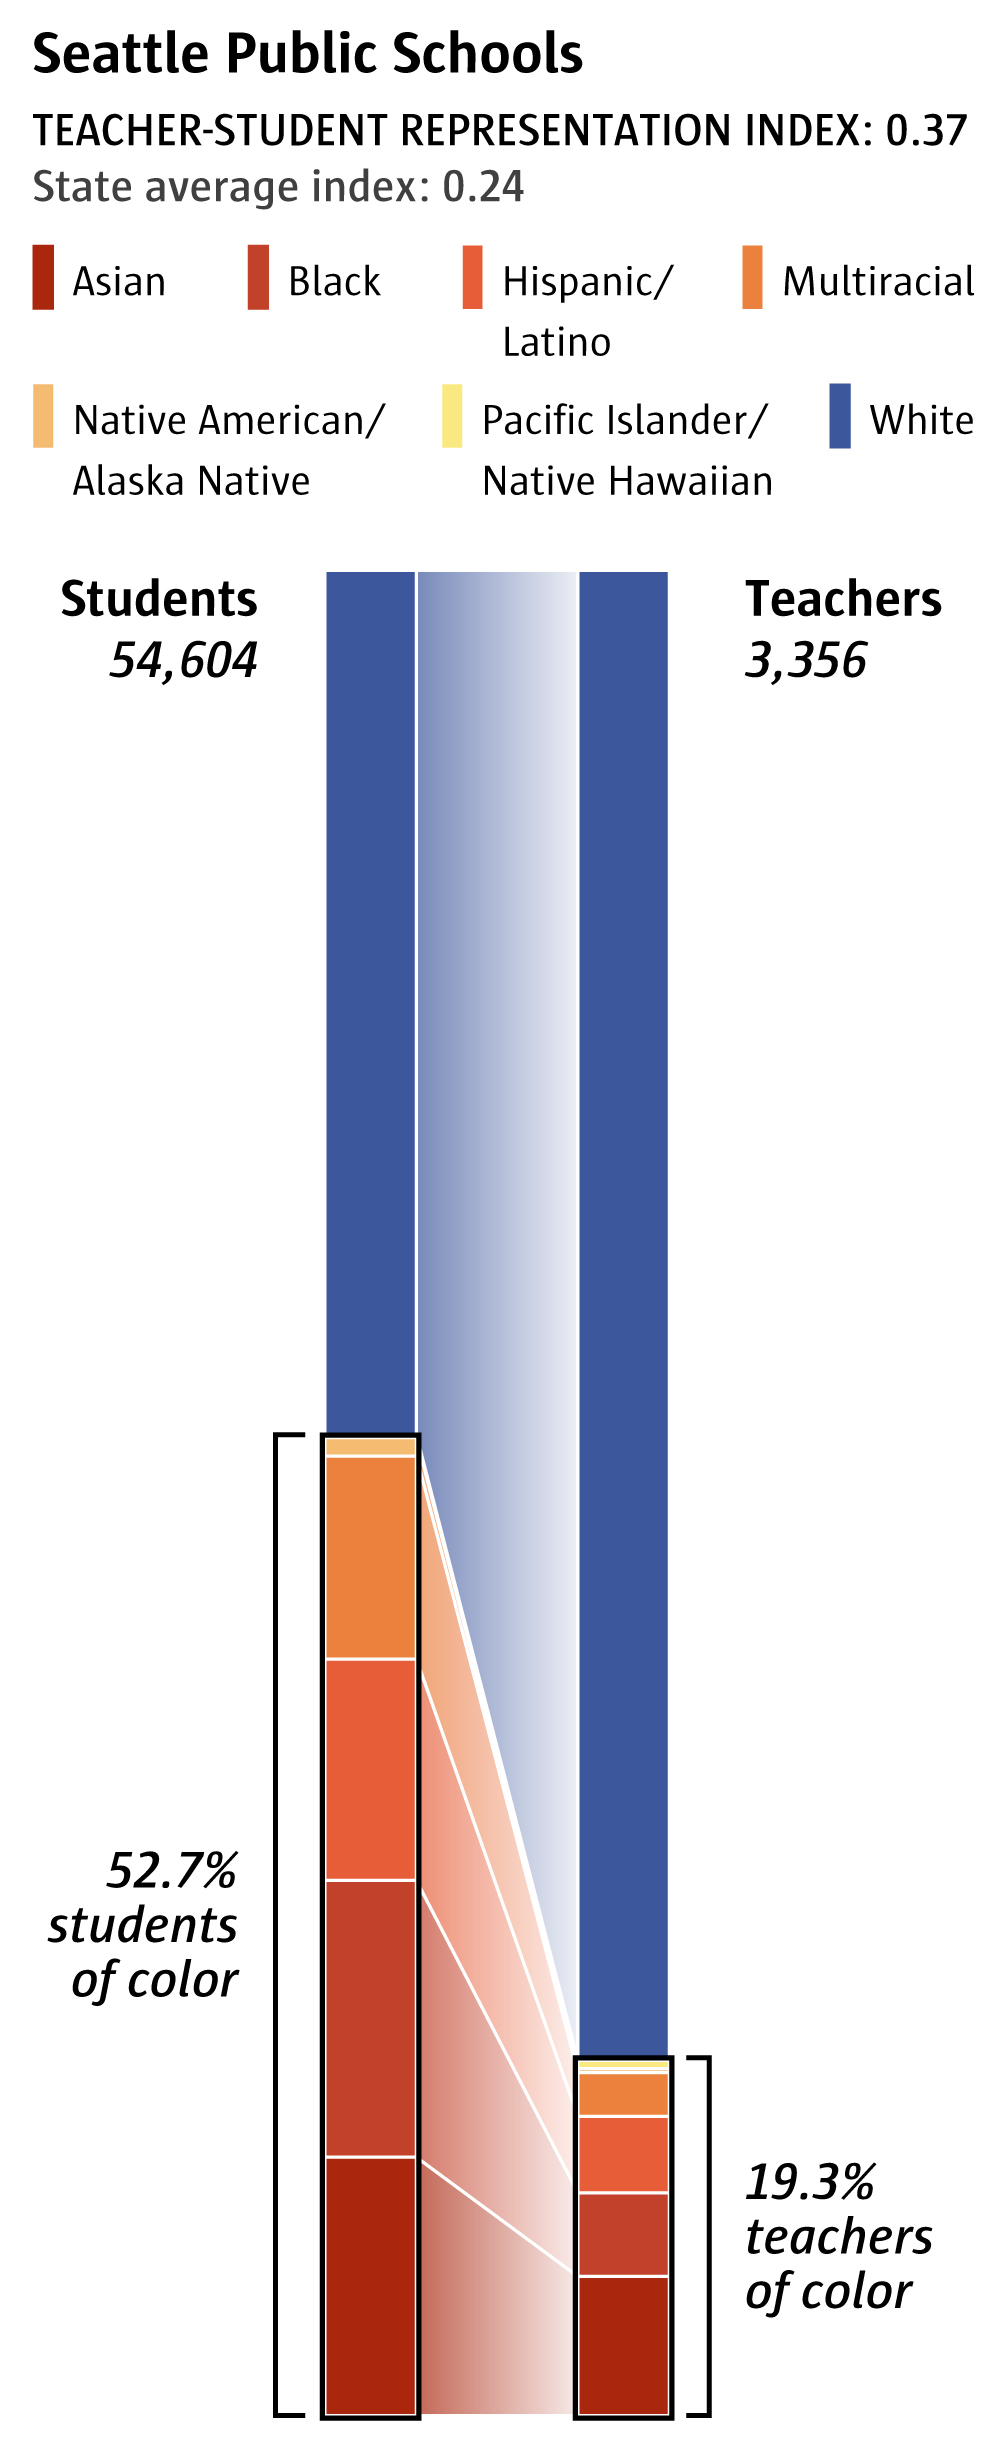 Seattle Public Schools
TEACHER-STUDENT REPRESENTATION INDEX: 0.37
State average index: 0.24
Asian
Black
Hispanic/
Latino
Multiracial
Native American/
Alaska Native
Pacific Islander/
Native Hawaiian
White
Students
54,604
Teachers
3,356
52.7%
students
of color
19.3%
teachers
of color